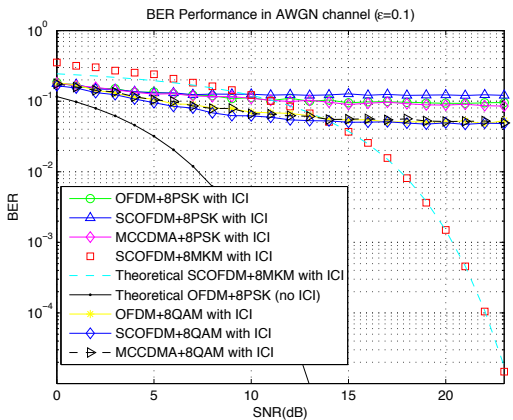 BER Performance in AWGN channel (ε=0.1)
10^0
10^-1
10^-2
10^-3
10^-4
BER
OFDM+8PSK with ICI
SCOFDM+8PSK with ICI
MCCDMA+8PSK with ICI
SCOFDM+8MKM with ICI
Theoretical SCOFDM+8MKM with ICI
Theoretical OFDM+8PSK (no ICI)
OFDM+8QAM with ICI
SCOFDM+8QAM with ICI
MCCDMA+8QAM with ICI
0 5 10 15 20
SNR(dB)